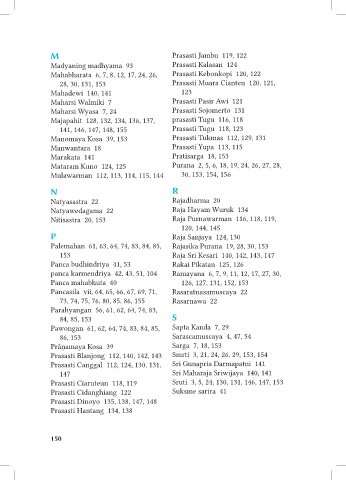 M
Madyaning madhyama 93
Mahabharata 6, 7, 8, 12, 17, 24, 26,
28, 30, 131, 153
Mahadewi 140, 141
Maharsi Walmiki 7
Maharsi Wyasa 7, 24
Majapahit 128, 132, 134, 136, 137,
141, 146, 147, 148, 155
Manomaya Kosa 39, 153
Manwantara 18
Marakata 141
Mataram Kuno 124, 125
Mulawarman 112, 113, 114, 115, 144
N
Natyasastra 22
Natyawedagama 22
Nitisastra 20, 153
P
Palemahan 61, 63, 64, 74, 83, 84, 85,
153
Panca budhindriya 41, 53
panca karmendriya 42, 43, 51, 104
Panca mahabhuta 40
Pancasila vii, 64, 65, 66, 67, 69, 71,
73, 74, 75, 76, 80, 85, 86, 155
Parahyangan 56, 61, 62, 64, 74, 83,
84, 85, 153
Pawongan 61, 62, 64, 74, 83, 84, 85,
86, 153
Prānamaya Kosa 39
Prasasti Blanjong 112, 140, 142, 143
Prasasti Canggal 112, 124, 130, 131,
147
Prasasti Ciaruteun 118, 119
Prasasti Cidanghiang 122
Prasasti Dinoyo 135, 138, 147, 148
Prasasti Hantang 134, 138
Prasasti Jambu 119, 122
Prasasti Kalasan 124
Prasasti Kebonkopi 120, 122
Prasasti Muara Cianten 120, 121,
123
Prasasti Pasir Awi 121
Prasasti Sojomerto 131
prasasti Tugu 116, 118
Prasasti Tugu 118, 123
Prasasti Tukmas 112, 129, 131
Prasasti Yupa 113, 115
Pratisarga 18, 153
Purana 2, 5, 6, 18, 19, 24, 26, 27, 28,
30, 153, 154, 156
R
Rajadharma 20
Raja Hayam Wuruk 134
Raja Purnawarman 116, 118, 119,
120, 144, 145
Raja Sanjaya 124, 130
Rajasika Purana 19, 28, 30, 153
Raja Sri Kesari 140, 142, 143, 147
Rakai Pikatan 125, 126
Ramayana 6, 7, 9, 11, 12, 17, 27, 30,
126, 127, 131, 152, 153
Rasaratnasamuscaya 22
Rasarnawa 22
S
Sapta Kanda 7, 29
Sarascamuscaya 4, 47, 54
Sarga 7, 18, 153
Smrti 3, 21, 24, 26, 29, 153, 154
Sri Gunapria Darmapatni 141
Sri Maharaja Sriwijaya 140, 141
Sruti 3, 5, 24, 130, 131, 146, 147, 153
Suksme sarira 41
150